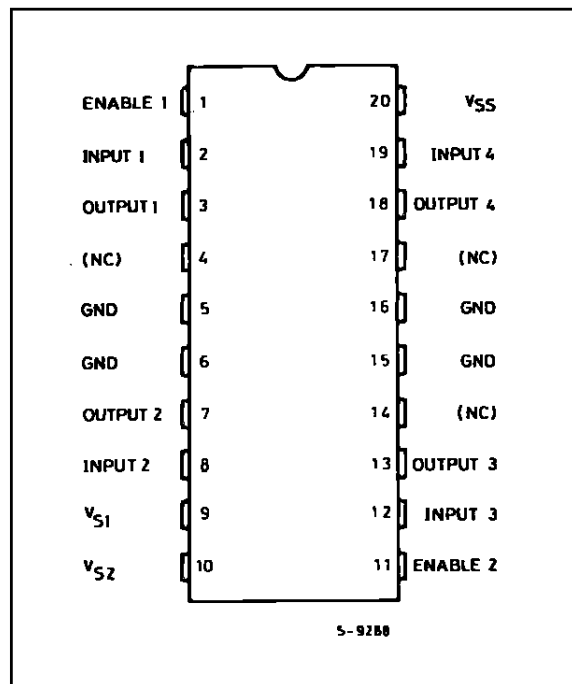 ENABLE 1 1 20 VSS
INPUT 1 2 19 INPUT 4
OUTPUT 1 3 18 OUTPUT 4
(NC) 4 17 (NC)
GND 5 16 GND
GND 6 15 GND
OUTPUT 2 7 14 (NC)
INPUT 2 8 13 OUTPUT 3
VS1 9 12 INPUT 3
VS2 10 11 ENABLE 2
S-9288